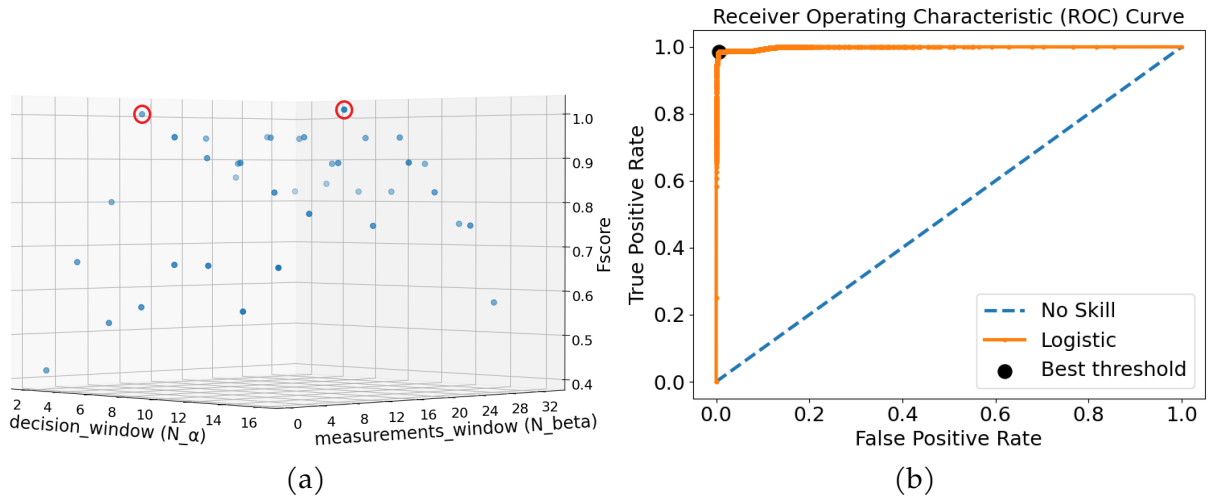 1.0
0.9
0.8
0.7
0.6
0.5
0.4
Fscore
2 4 6 8 10 12 14 16
decision_window (N_α)
0 4 8 12 16 20 24 28 32
measurements_window (N_beta)
(a)
Receiver Operating Characteristic (ROC) Curve
True Positive Rate
1.0
0.8
0.6
0.4
0.2
0.0
No Skill
Logistic
Best threshold
0.0 0.2 0.4 0.6 0.8 1.0
False Positive Rate
(b)